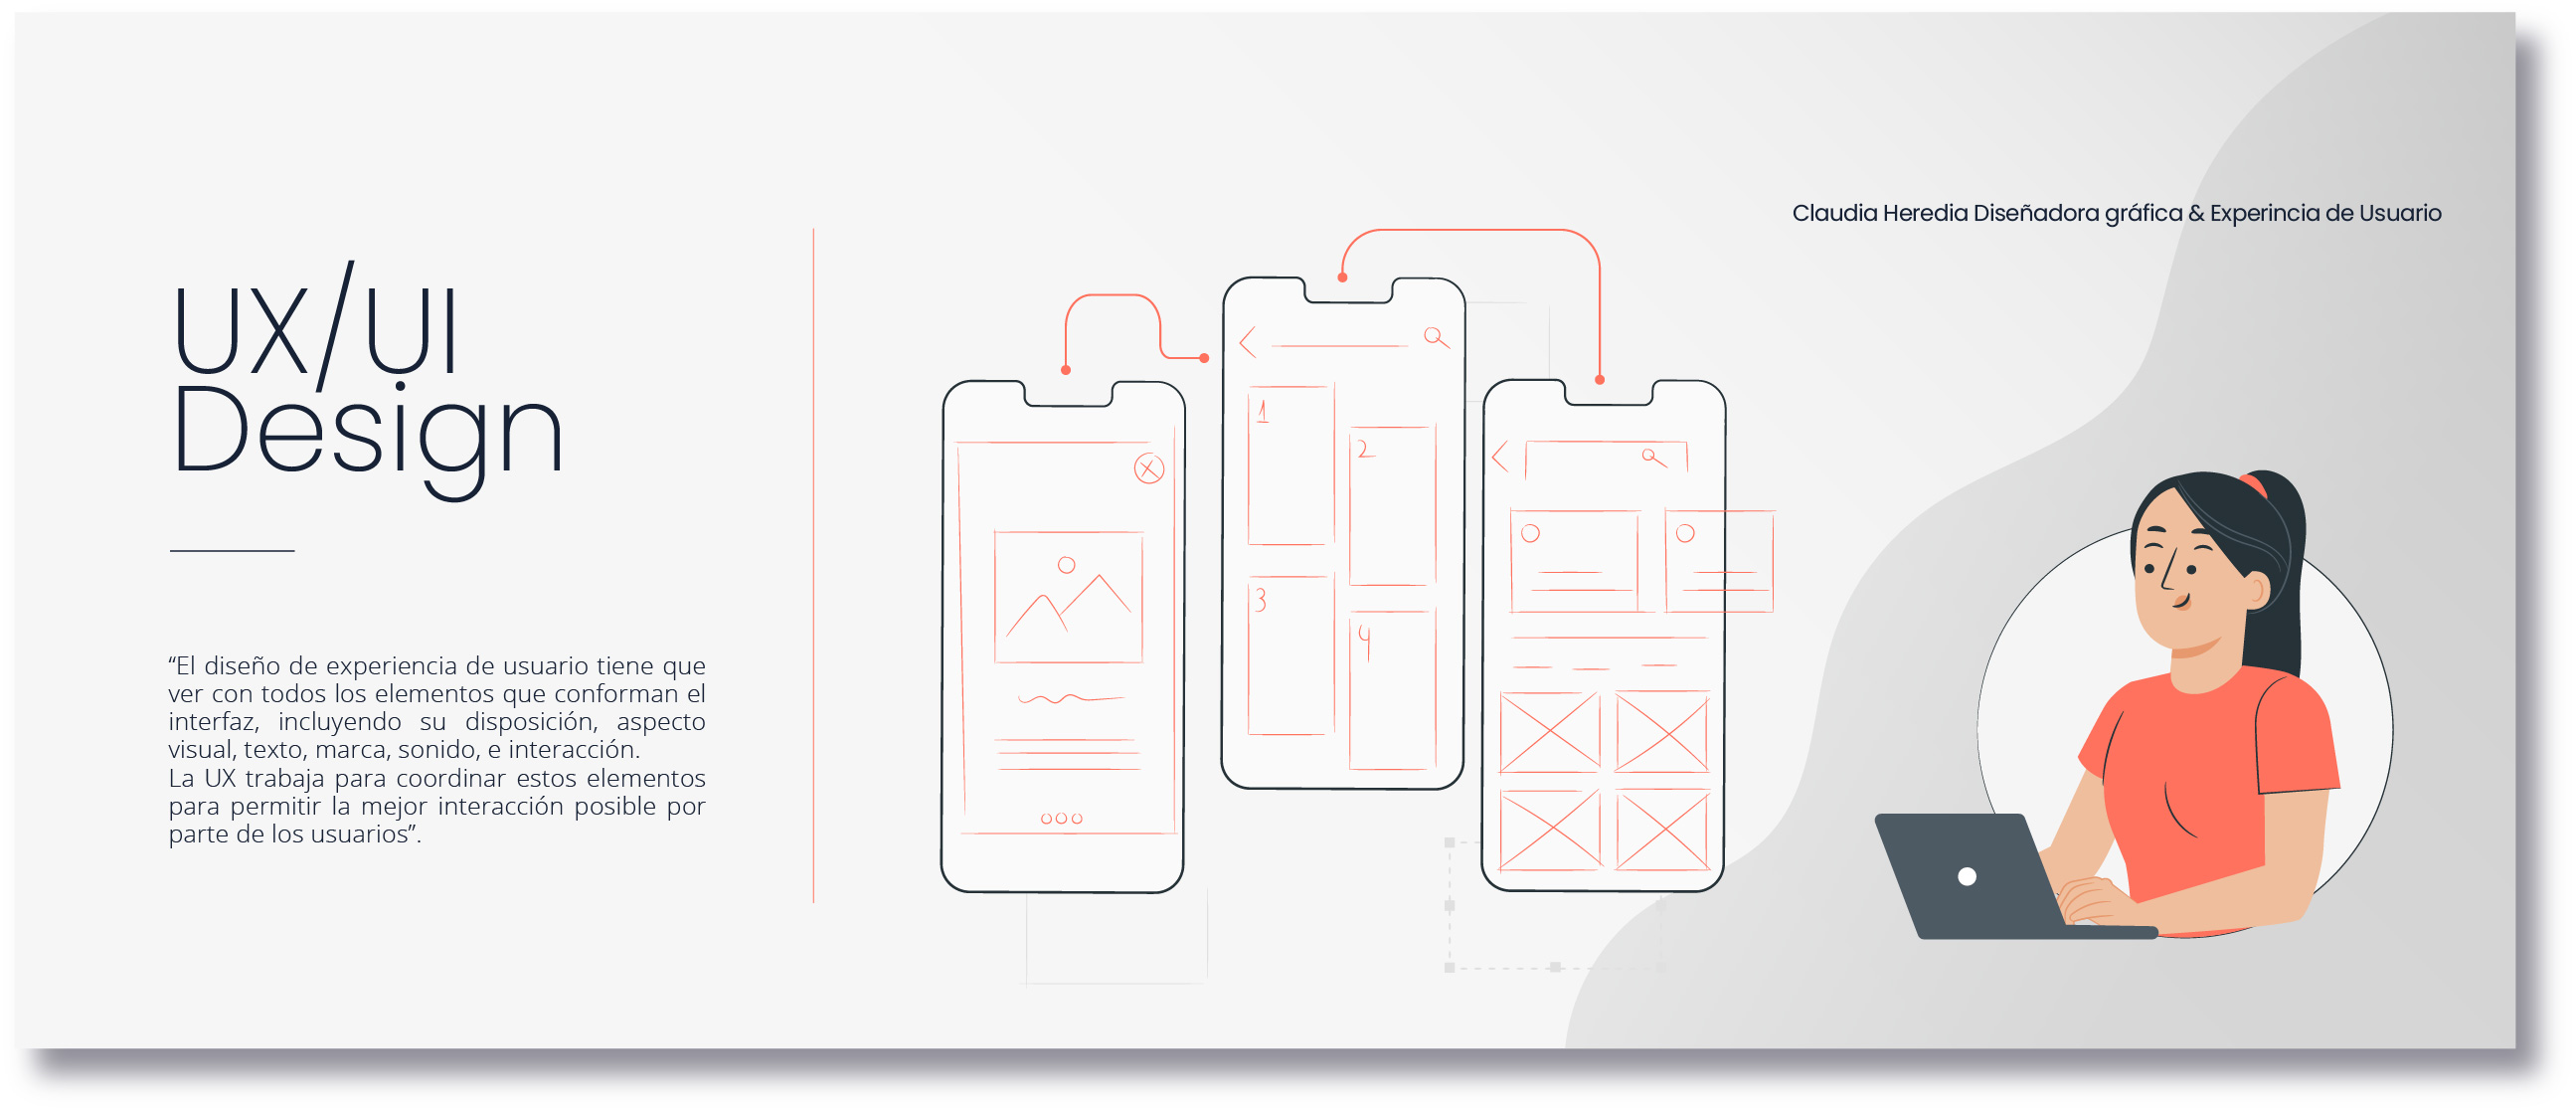 UX/UI
Design
“El diseño de experiencia de usuario tiene que
ver con todos los elementos que conforman el
interfaz, incluyendo su disposición, aspecto
visual, texto, marca, sonido, e interacción.
La UX trabaja para coordinar estos elementos
para permitir la mejor interacción posible por
parte de los usuarios”.
1
2
3
4
Claudia Heredia Diseñadora gráfica & Experincia de Usuario